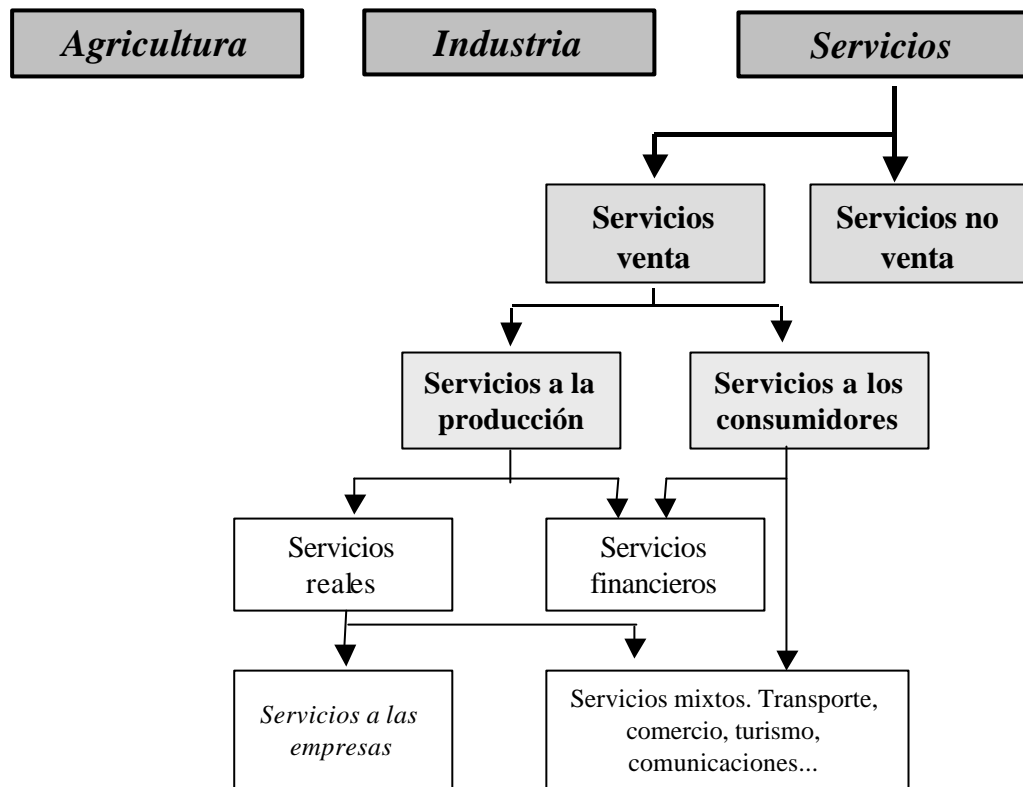 Agricultura
Industria
Servicios
Servicios
venta
Servicios no
venta
Servicios a la
producción
Servicios a los
consumidores
Servicios
reales
Servicios
financieros
Servicios a las
empresas
Servicios mixtos. Transporte,
comercio, turismo,
comunicaciones...